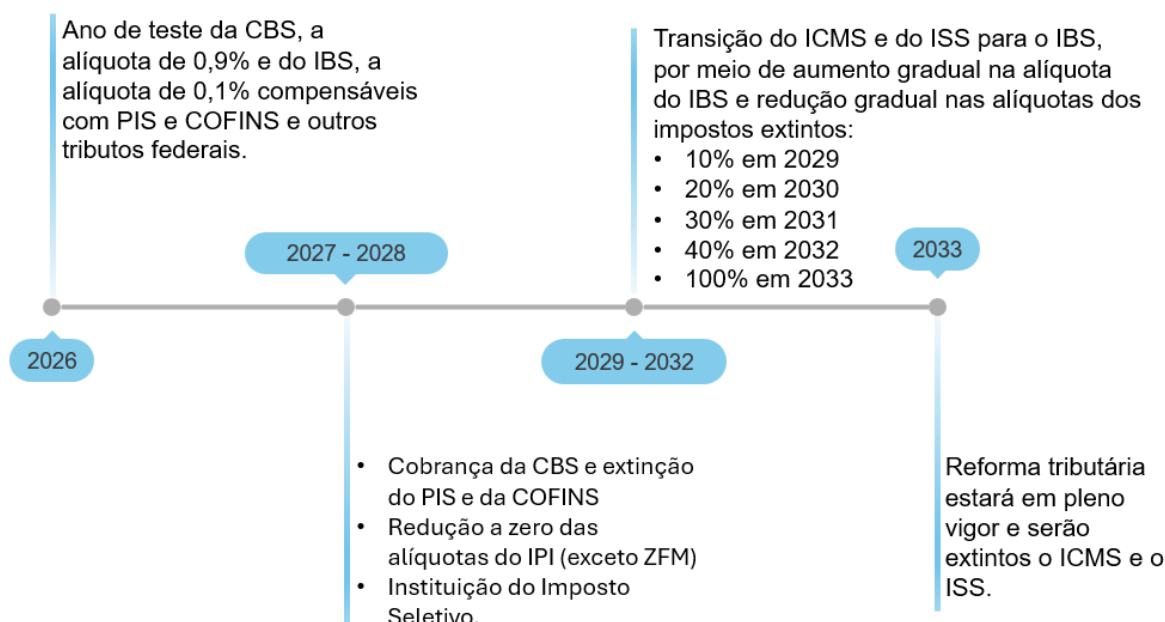 Ano de teste da CBS, a
alíquota de 0,9% e do IBS, a
alíquota de 0,1% compensáveis
com PIS e COFINS e outros
tributos federais.
2026
2027 - 2028
• Cobrança da CBS e extinção
do PIS e da COFINS
• Redução a zero das
alíquotas do IPI (exceto ZFM)
• Instituição do Imposto
Seletivo.
Transição do ICMS e do ISS para o IBS,
por meio de aumento gradual na alíquota
do IBS e redução gradual nas alíquotas dos
impostos extintos:
• 10% em 2029
• 20% em 2030
• 30% em 2031
• 40% em 2032
• 100% em 2033
2029 - 2032
2033
Reforma tributária
estará em pleno
vigor e serão
extintos o ICMS e o
ISS.